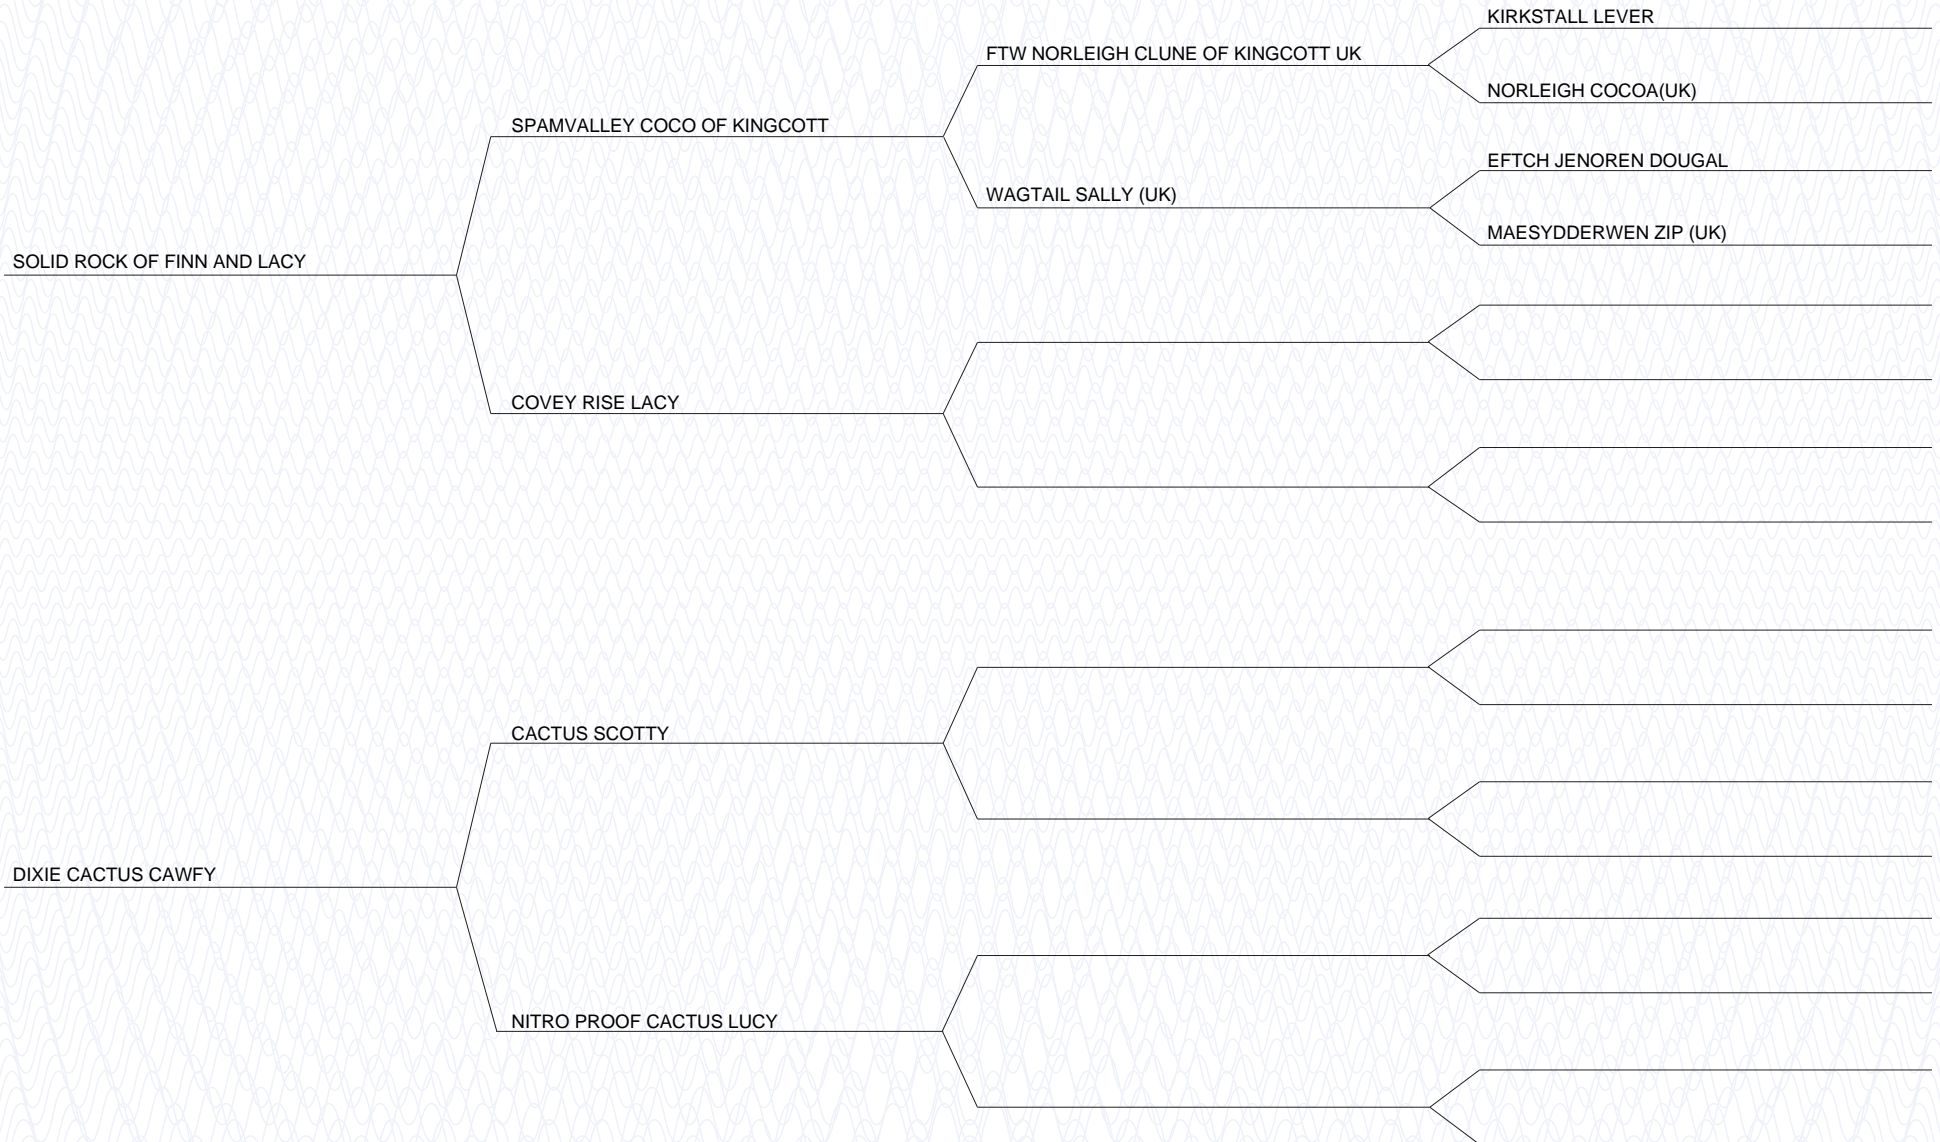 KIRKSTALL LEVER
FTW NORLEIGH CLUNE OF KINGCOTT UK
NORLEIGH COCOA(UK)
SPAMVALLEY COCO OF KINGCOTT
EFTCH JENOREN DOUGAL
WAGTAIL SALLY (UK)
MAESYDDERWEN ZIP (UK)
SOLID ROCK OF FINN AND LACY
COVEY RISE LACY
CACTUS SCOTTY
DIXIE CACTUS CAWFY
NITRO PROOF CACTUS LUCY